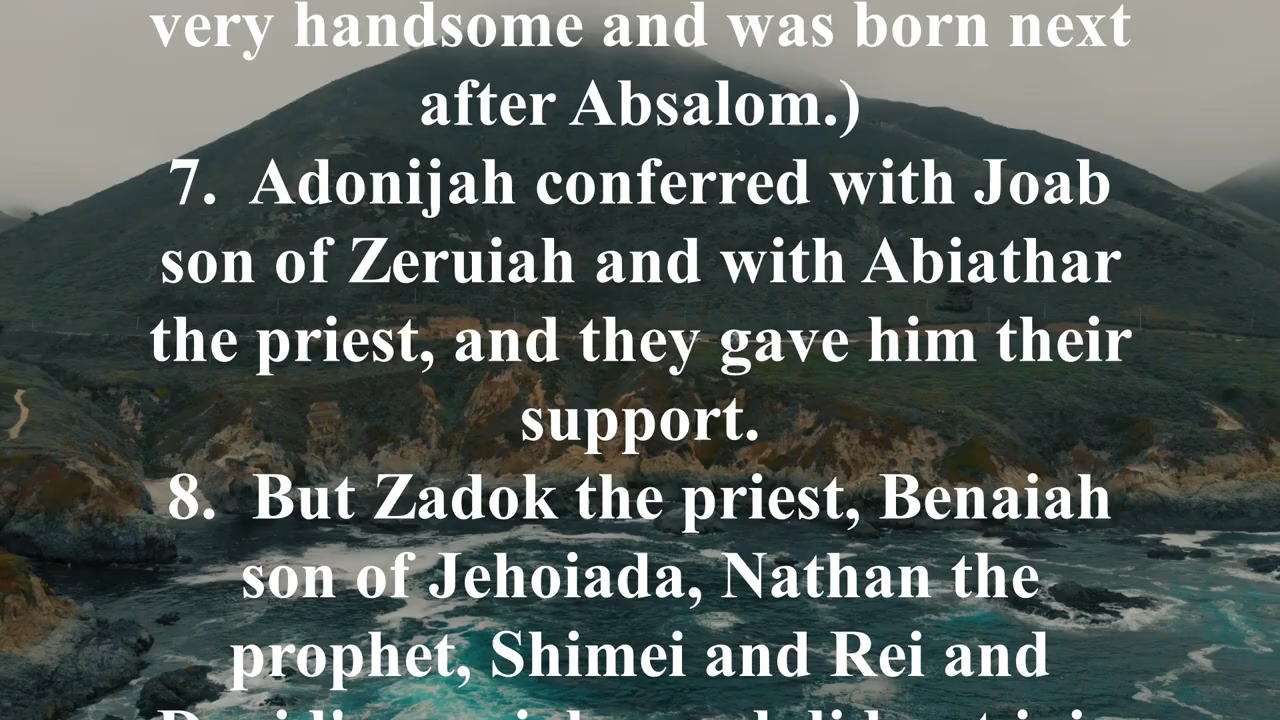 very handsome and was born next
after Absalom.)
7.  Adonijah conferred with Joab
son of Zeruiah and with Abiathar
the priest, and they gave him their
support.
8.  But Zadok the priest, Benaiah
son of Jehoiada, Nathan the
prophet, Shimei and Rei and